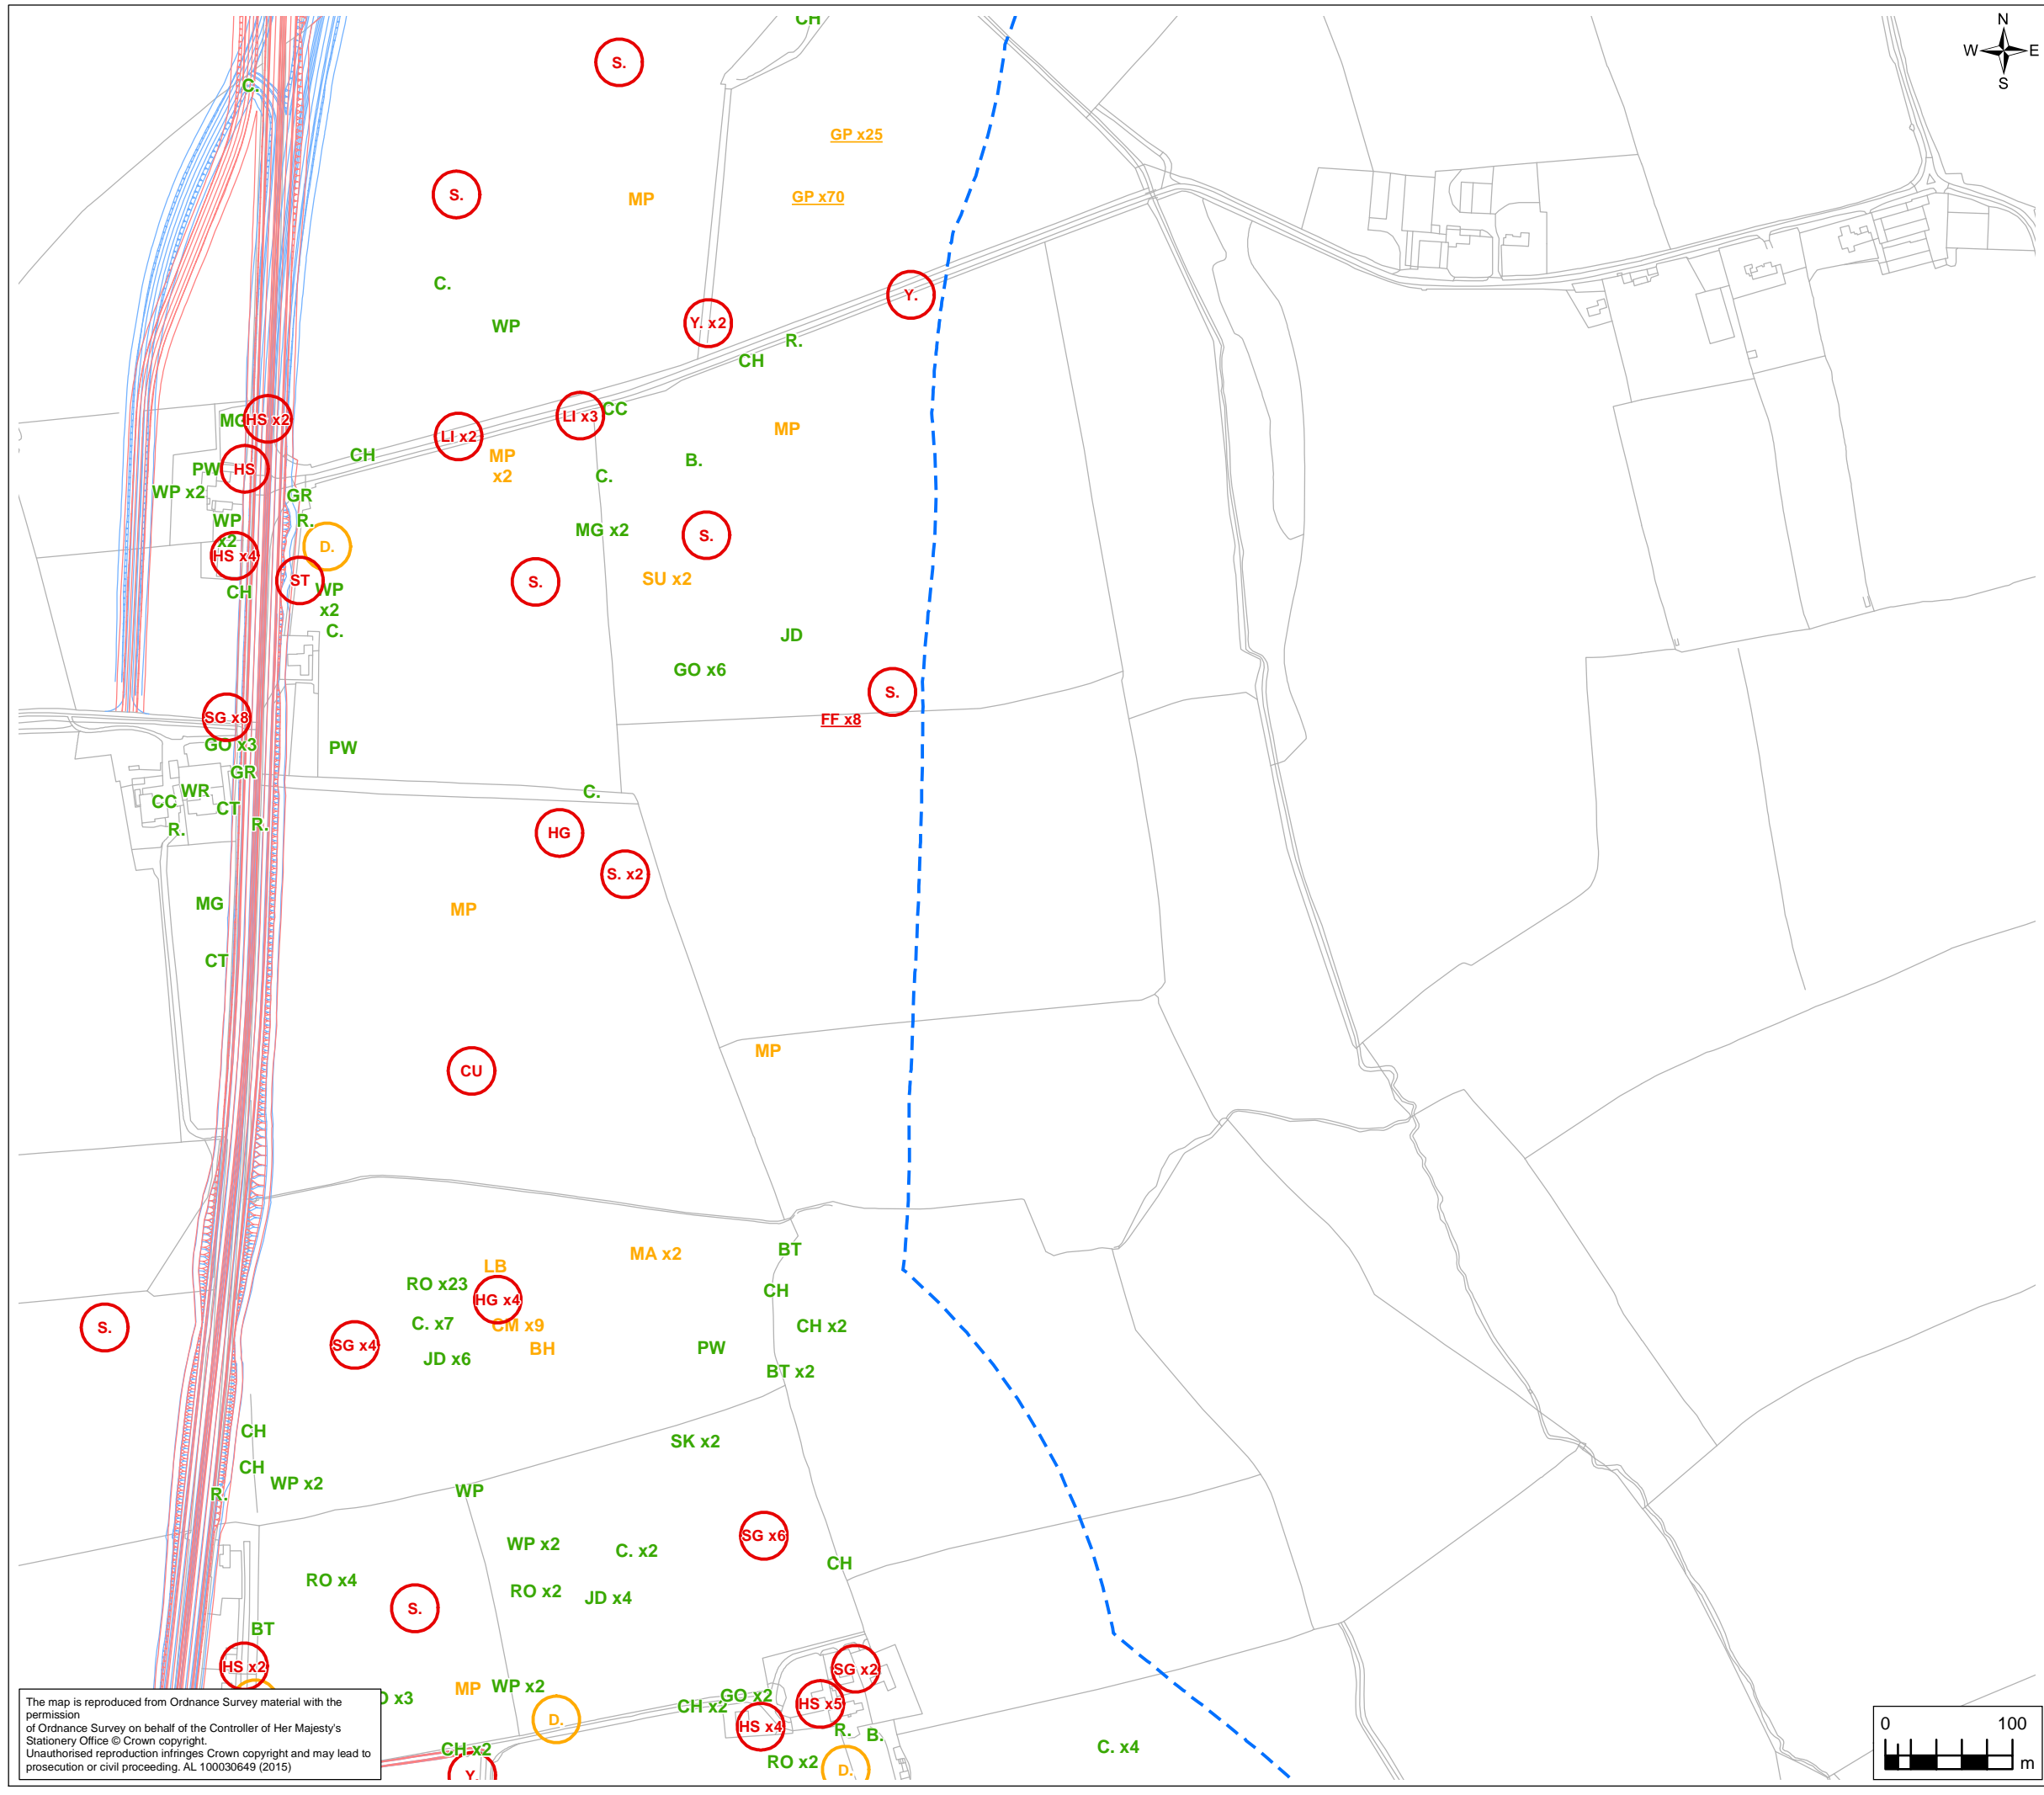 CH
N
W E
S
S.
C.
GP x25
S.
MP
GP x70
C.
Y.
WP
Y. x2
R.
CH
MG
HS x2
LI x3
CC
LI x2
MP
CH
MP
x2
B.
PW
HS
C.
WP x2
GR
WP
x2
R.
MG x2
S.
D.
HS x4
ST
S.
SU x2
CH
WP
x2
C.
JD
GO x6
S.
SG x8
FF x8
GO x3
PW
GR
WR
C.
CC
CT
R.
R.
HG
S. x2
MG
MP
CT
MP
CU
BT
MA x2
LB
RO x23
CH
HG x4
C. x7
CM x9
CH x2
S.
SG x4
BH
PW
JD x6
BT x2
CH
SK x2
CH
WP x2
WP
R.
SG x6
WP x2
C. x2
CH
RO x4
RO x2
JD x4
S.
BT
HS x2
SG x2
MP
WP x2
x3
GO x2
CH x2
HS x5
D.
HS x4
R.
B.
CH x2
C. x4
RO x2
D.
Y.
The map is reproduced from Ordnance Survey material with the
permission
of Ordnance Survey on behalf of the Controller of Her Majesty's
Stationery Office © Crown copyright.
Unauthorised reproduction infringes Crown copyright and may lead to
prosecution or civil proceeding. AL 100030649 (2015)
0 100
m